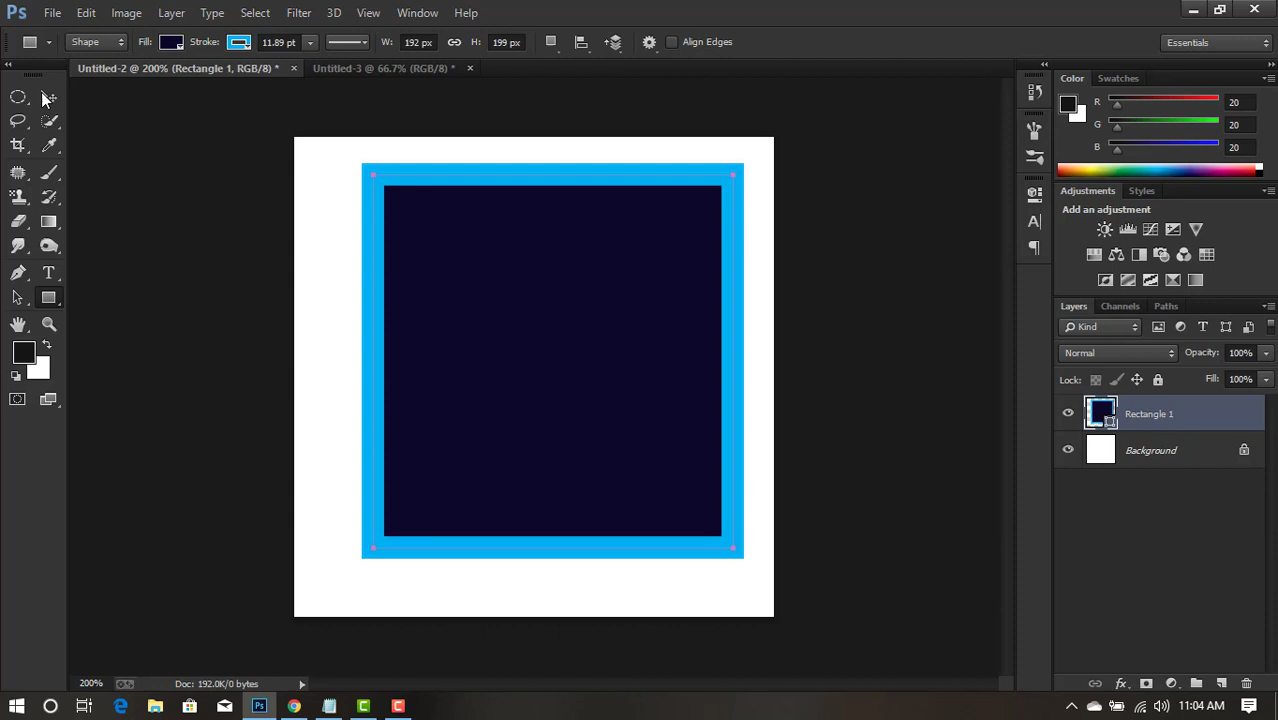 Ps File Edit Image Layer Type Select Filter 3D View Window Help
Shape Fill: Stroke: 11.89 pt W: 192 px H: 199 px Align Edges Essentials
Untitled-2 @ 200% (Rectangle 1, RGB/8) * × Untitled-3 @ 66.7% (RGB/8) * ×
Color Swatches
R 20
G 20
B 20
Adjustments Styles
Add an adjustment
Layers Channels Paths
Kind
Normal Opacity: 100%
Lock: Fill: 100%
Rectangle 1
Background
200% Doc: 192.0K/0 bytes
11:04 AM